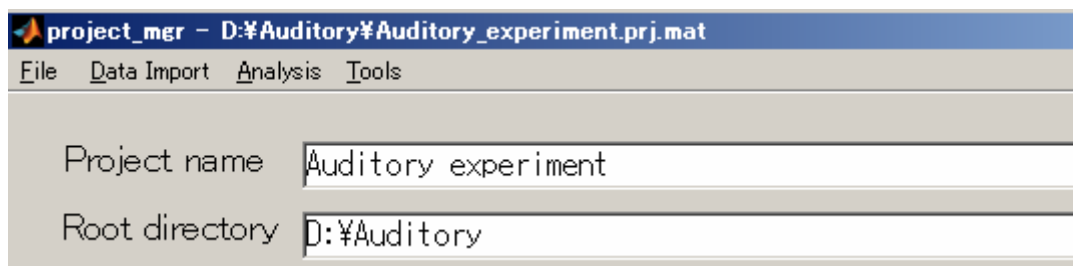 project_mgr - D:¥Auditory¥Auditory_experiment.prj.mat
File Data Import Analysis Tools
Project name Auditory experiment
Root directory D:¥Auditory